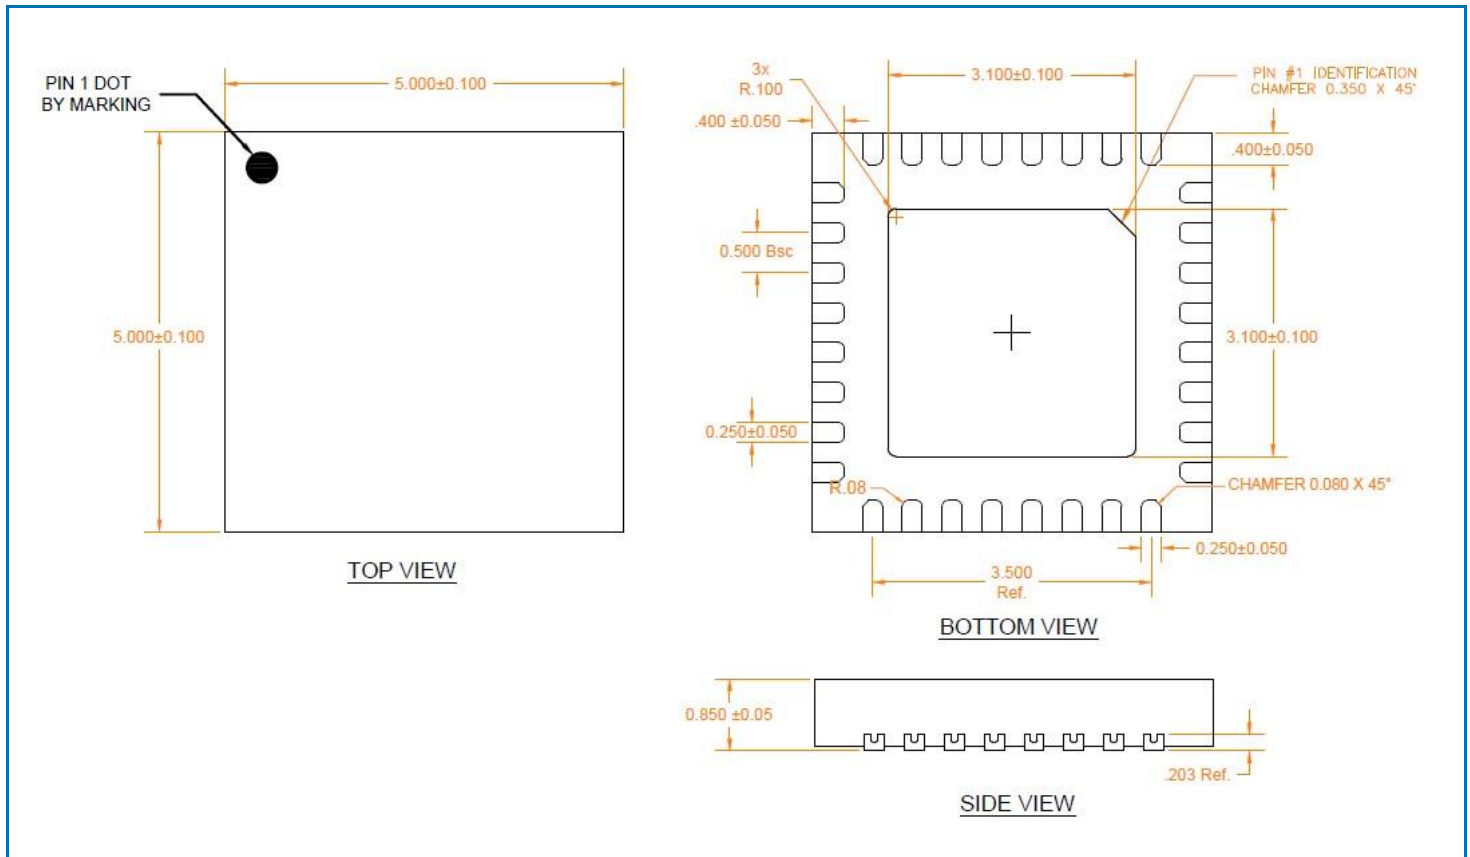 PIN 1 DOT
BY MARKING
5.000±0.100
5.000±0.100
TOP VIEW
3x
R.100
3.100±0.100
PIN #1 IDENTIFICATION
CHAMFER 0.350 X 45°
.400 ±0.050
.400±0.050
0.500 Bsc
3.100±0.100
0.250±0.050
R.08
CHAMFER 0.080 X 45°
0.250±0.050
3.500
Ref.
BOTTOM VIEW
0.850 ±0.05
.203 Ref.
SIDE VIEW